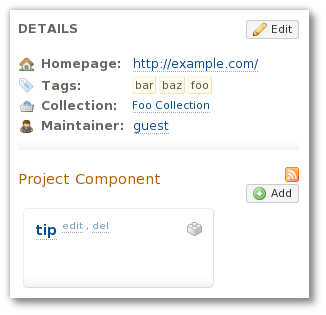 DETAILS Edit
Homepage: http://example.com/
Tags: bar baz foo
Collection: Foo Collection
Maintainer: guest
Project Component
Add
tip edit , del